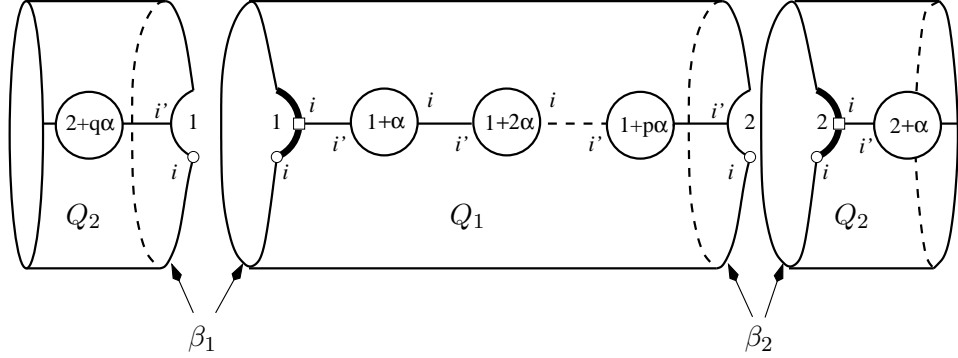 i i i i
2+qα i' 1 1 1+α 1+2α 1+pα i' 2 2 2+α
i' i' i' i'
i i i i
Q₂ Q₁ Q₂
β₁ β₂